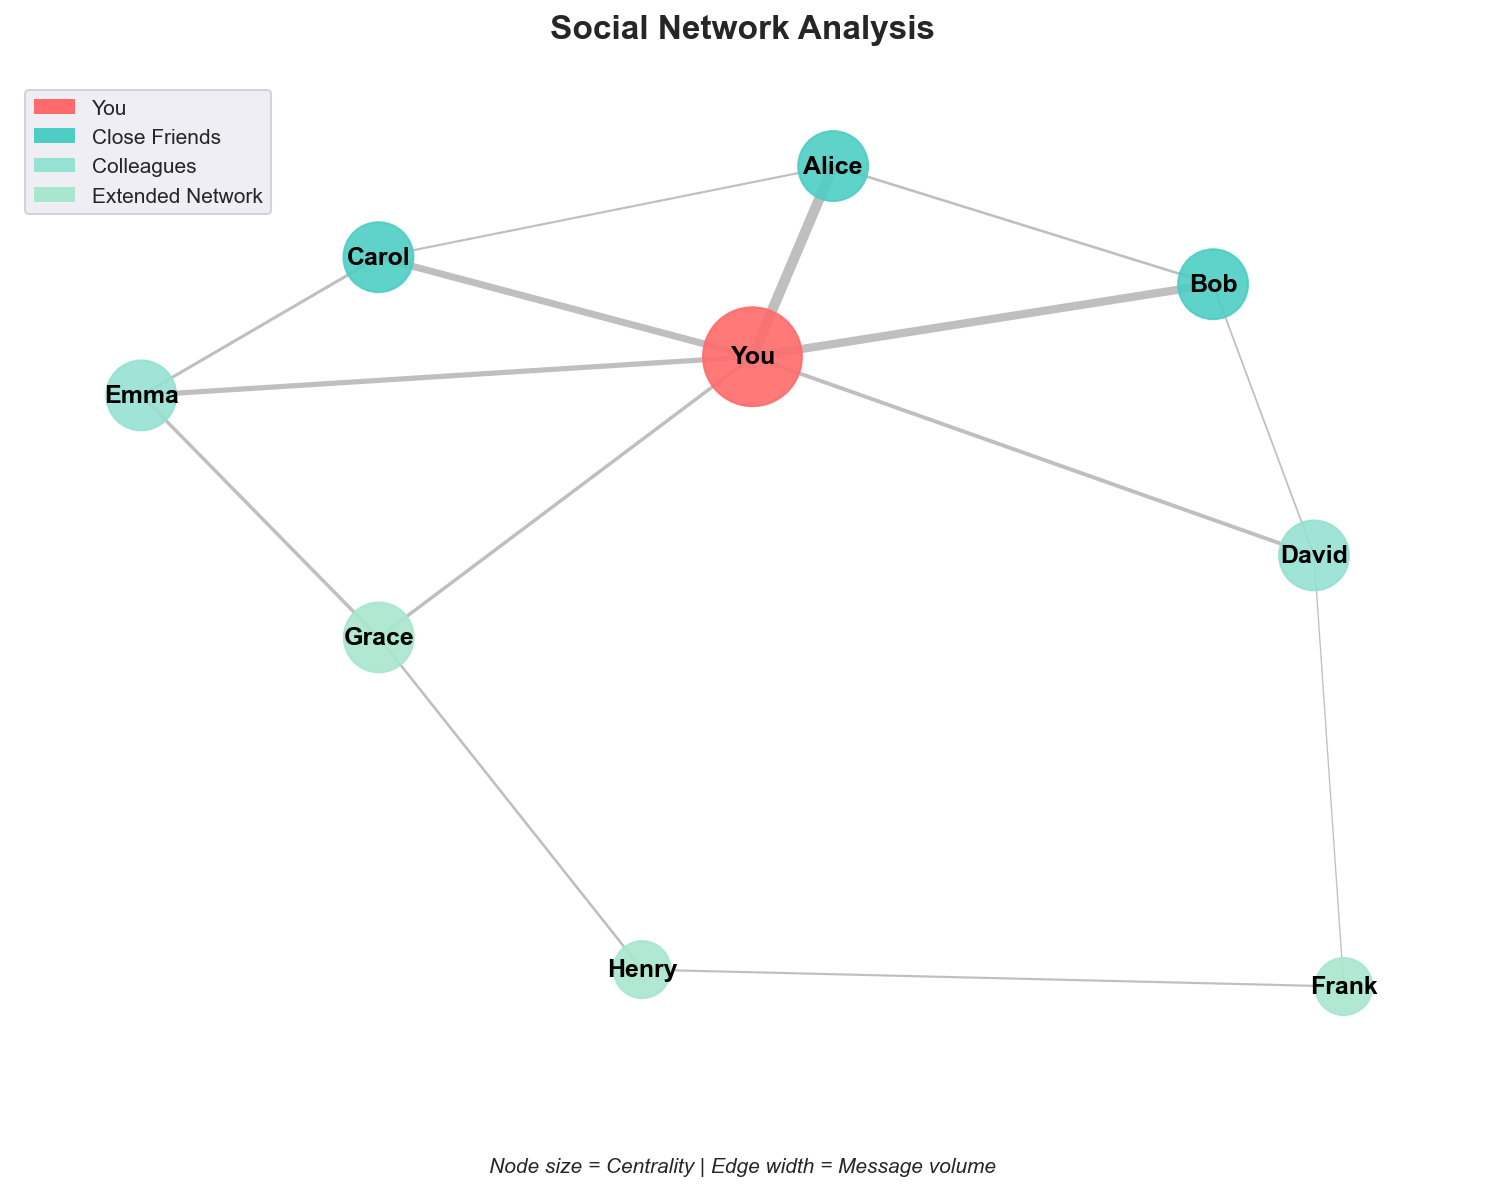 Social Network Analysis
You
Close Friends
Colleagues
Extended Network
Alice
Carol
Bob
You
Emma
David
Grace
Henry
Frank
Node size = Centrality | Edge width = Message volume